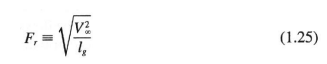 F_r ≡ √(V_∞^2 / l_g) (1.25)